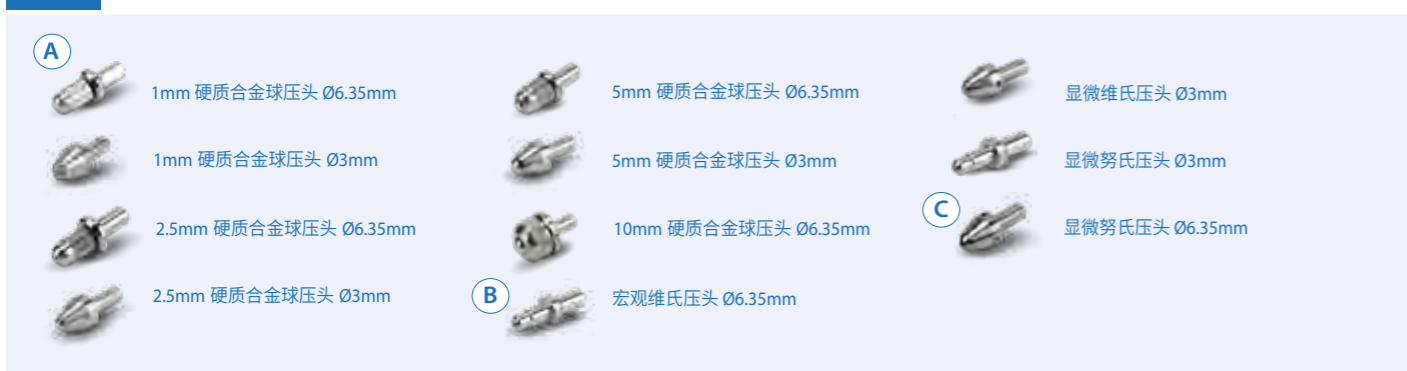 A
1mm 硬质合金球压头 Ø6.35mm
1mm 硬质合金球压头 Ø3mm
2.5mm 硬质合金球压头 Ø6.35mm
2.5mm 硬质合金球压头 Ø3mm
5mm 硬质合金球压头 Ø6.35mm
5mm 硬质合金球压头 Ø3mm
10mm 硬质合金球压头 Ø6.35mm
B
宏观维氏压头 Ø6.35mm
显微维氏压头 Ø3mm
显微努氏压头 Ø3mm
C
显微努氏压头 Ø6.35mm